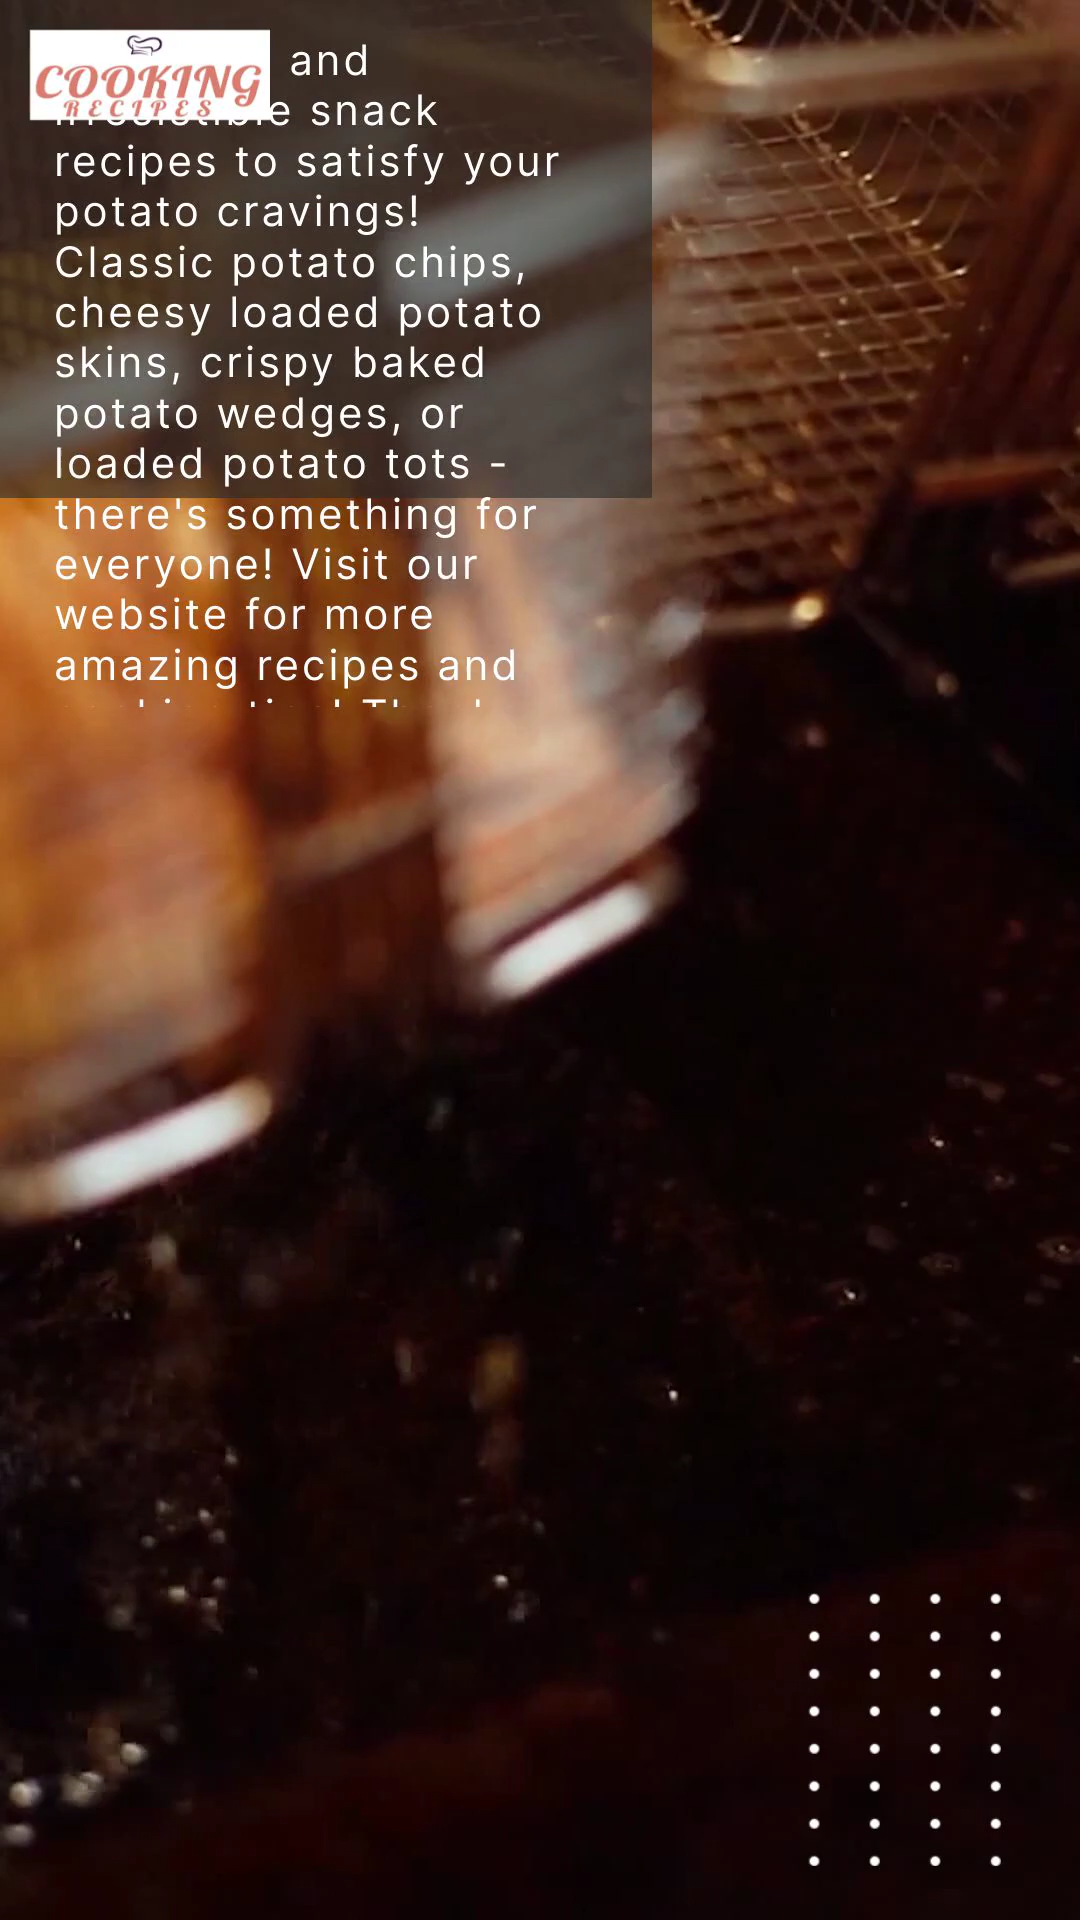 COOKING
RECIPES
and
snack
recipes to satisfy your
potato cravings!
Classic potato chips,
cheesy loaded potato
skins, crispy baked
potato wedges, or
loaded potato tots -
there's something for
everyone! Visit our
website for more
amazing recipes and